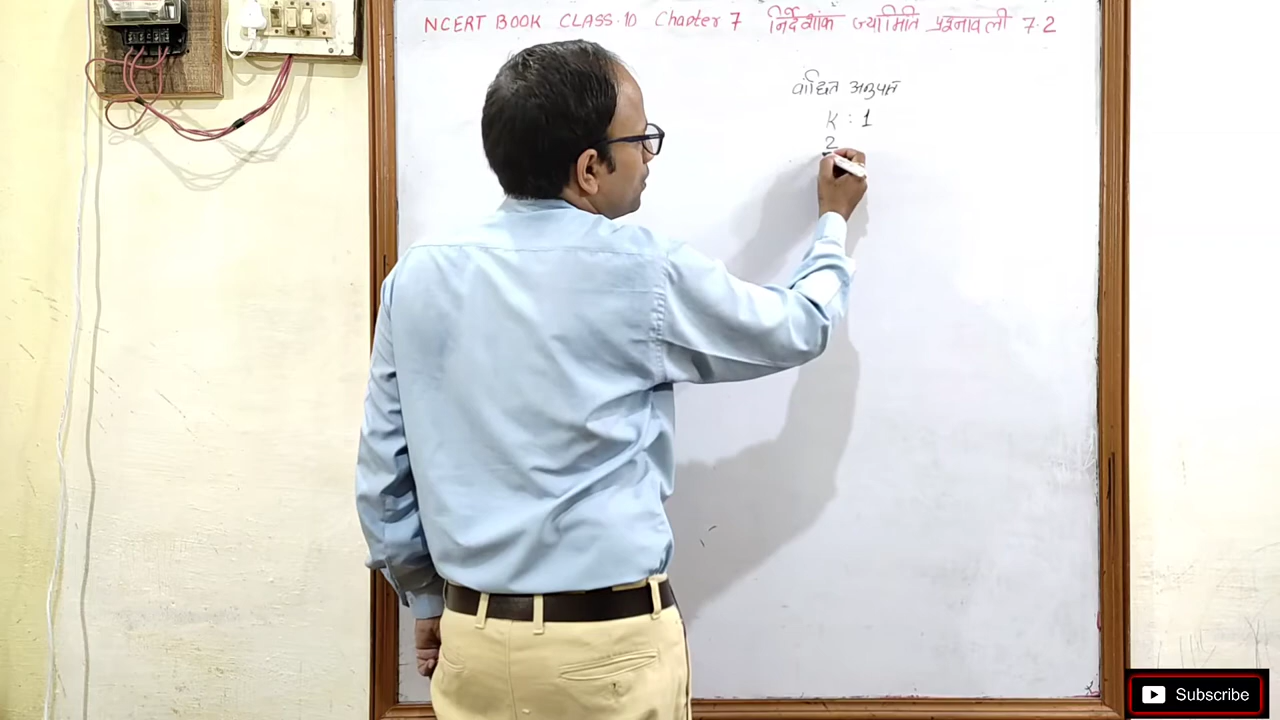 NCERT BOOK CLASS-10 Chapter 7 निर्देशांक ज्यामिति प्रश्नावली 7.2
वांछित अनुपात
K : 1
2
Subscribe